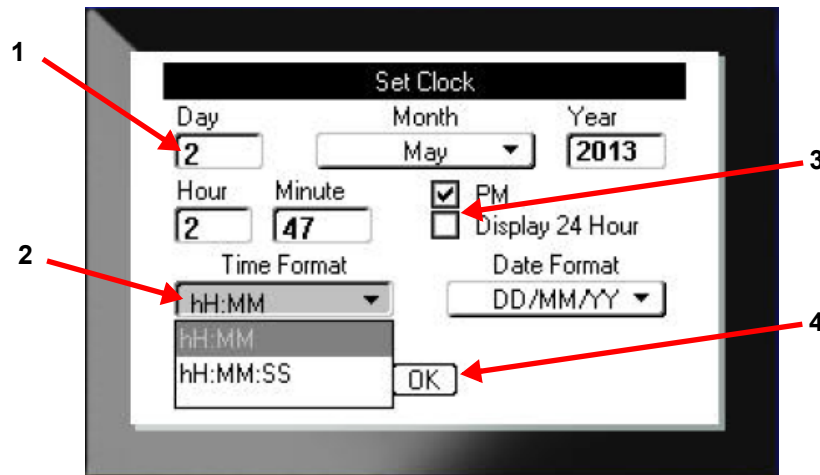 1
Set Clock
Day Month Year
2 May 2013
3
Hour Minute PM
2 47 Display 24 Hour
2
Time Format Date Format
hH:MM DD/MM/YY
hH:MM
4
hH:MM:SS
OK